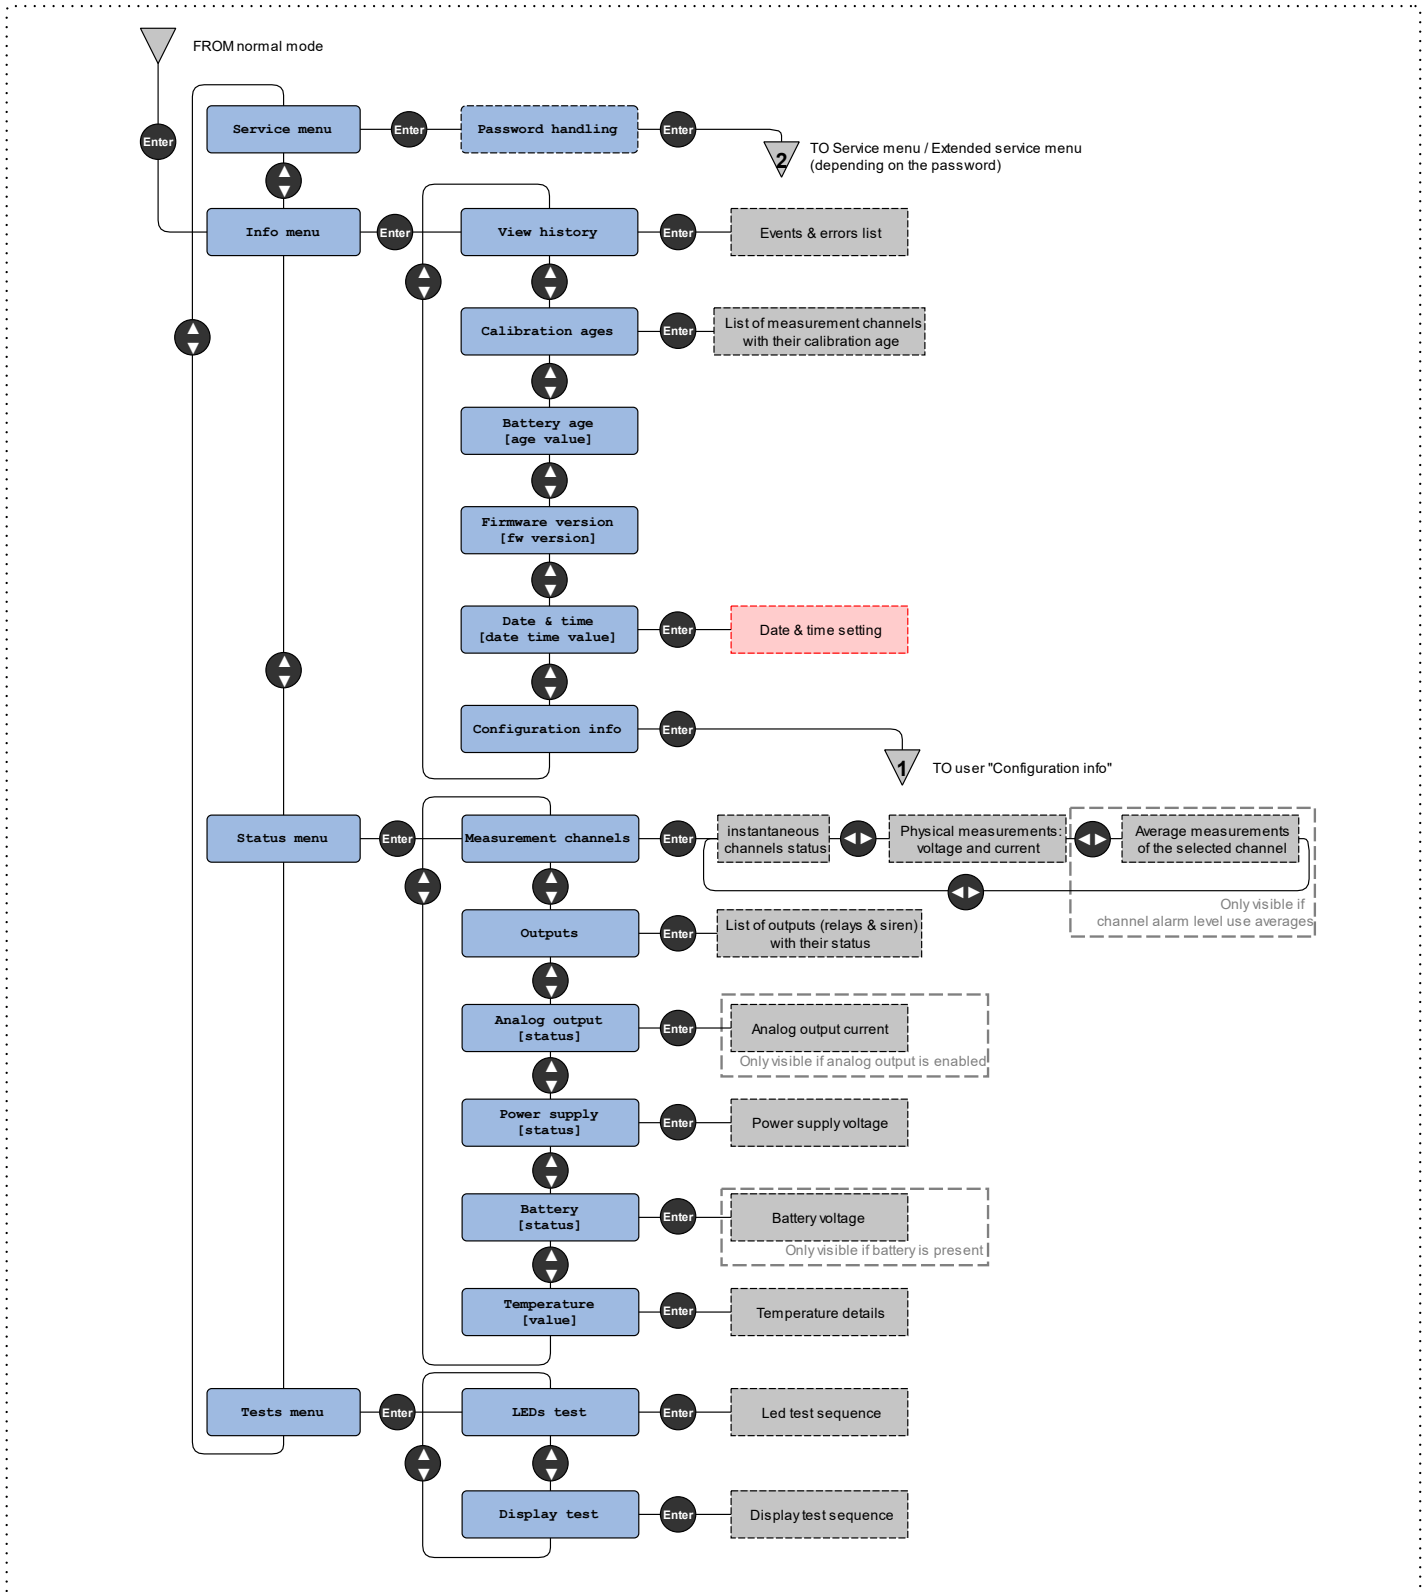 FROM normal mode
Enter
Service menu
Enter
Password handling
Enter
2
TO Service menu / Extended service menu
(depending on the password)
Info menu
Enter
View history
Enter
Events & errors list
Calibration ages
Enter
List of measurement channels
with their calibration age
Battery age
[age value]
Firmware version
[fw version]
Date & time
[date time value]
Enter
Date & time setting
Configuration info
Enter
1
TO user "Configuration info"
Status menu
Enter
Measurement channels
Enter
instantaneous
channels status
Physical measurements:
voltage and current
Average measurements
of the selected channel
Only visible if
channel alarm level use averages
Outputs
Enter
List of outputs (relays & siren)
with their status
Analog output
[status]
Enter
Analog output current
Only visible if analog output is enabled
Power supply
[status]
Enter
Power supply voltage
Battery
[status]
Enter
Battery voltage
Only visible if battery is present
Temperature
[value]
Enter
Temperature details
Tests menu
Enter
LEDs test
Enter
Led test sequence
Display test
Enter
Display test sequence